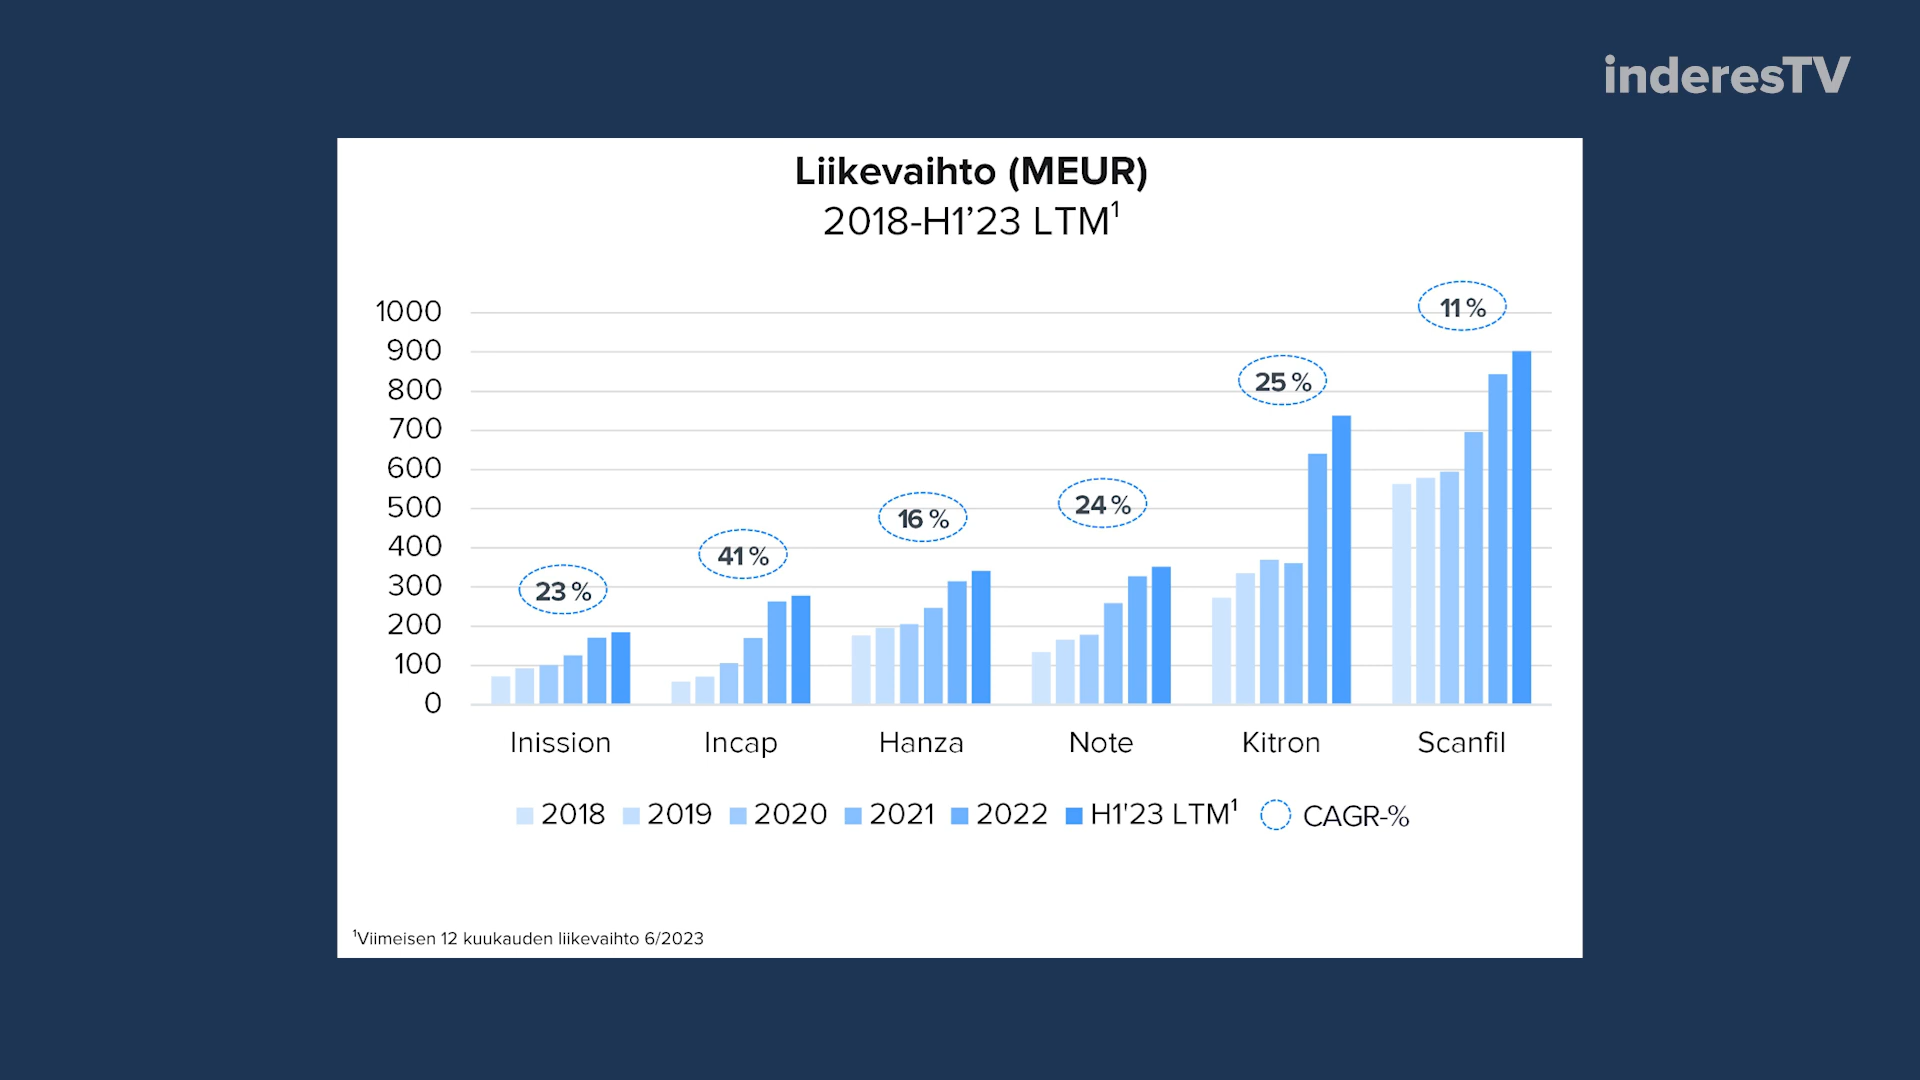 inderesTV
Liikevaihto (MEUR)
2018-H1’23 LTM¹
1000
900
800
700
600
500
400
300
200
100
0
23 %
41 %
16 %
24 %
25 %
11 %
Inission Incap Hanza Note Kitron Scanfil
2018 2019 2020 2021 2022 H1'23 LTM¹ CAGR-%
¹Viimeisen 12 kuukauden liikevaihto 6/2023